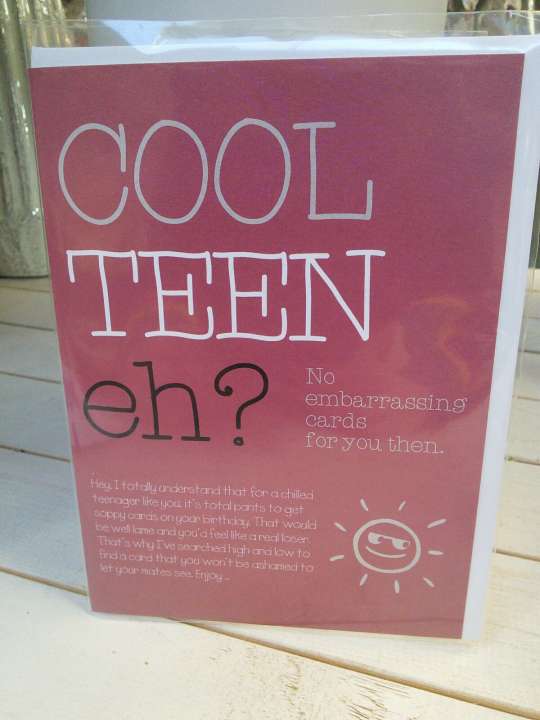 COOL
TEEN
eh?
No
embarrassing
cards
for you then.
Hey, I totally understand that for a chilled
teenager like you, it's total pants to get
soppy cards on your birthday. That would
be well lame and you'd feel like a real loser.
That's why I've searched high and low to
find a card that you won't be ashamed to
let your mates see. Enjoy ...